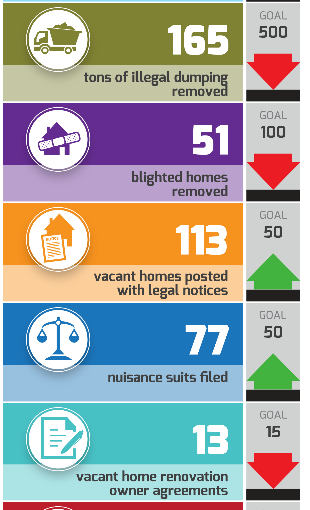 165
GOAL
500
tons of illegal dumping
removed
51
GOAL
100
blighted homes
removed
113
GOAL
50
vacant homes posted
with legal notices
77
GOAL
50
nuisance suits filed
13
GOAL
15
vacant home renovation
owner agreements